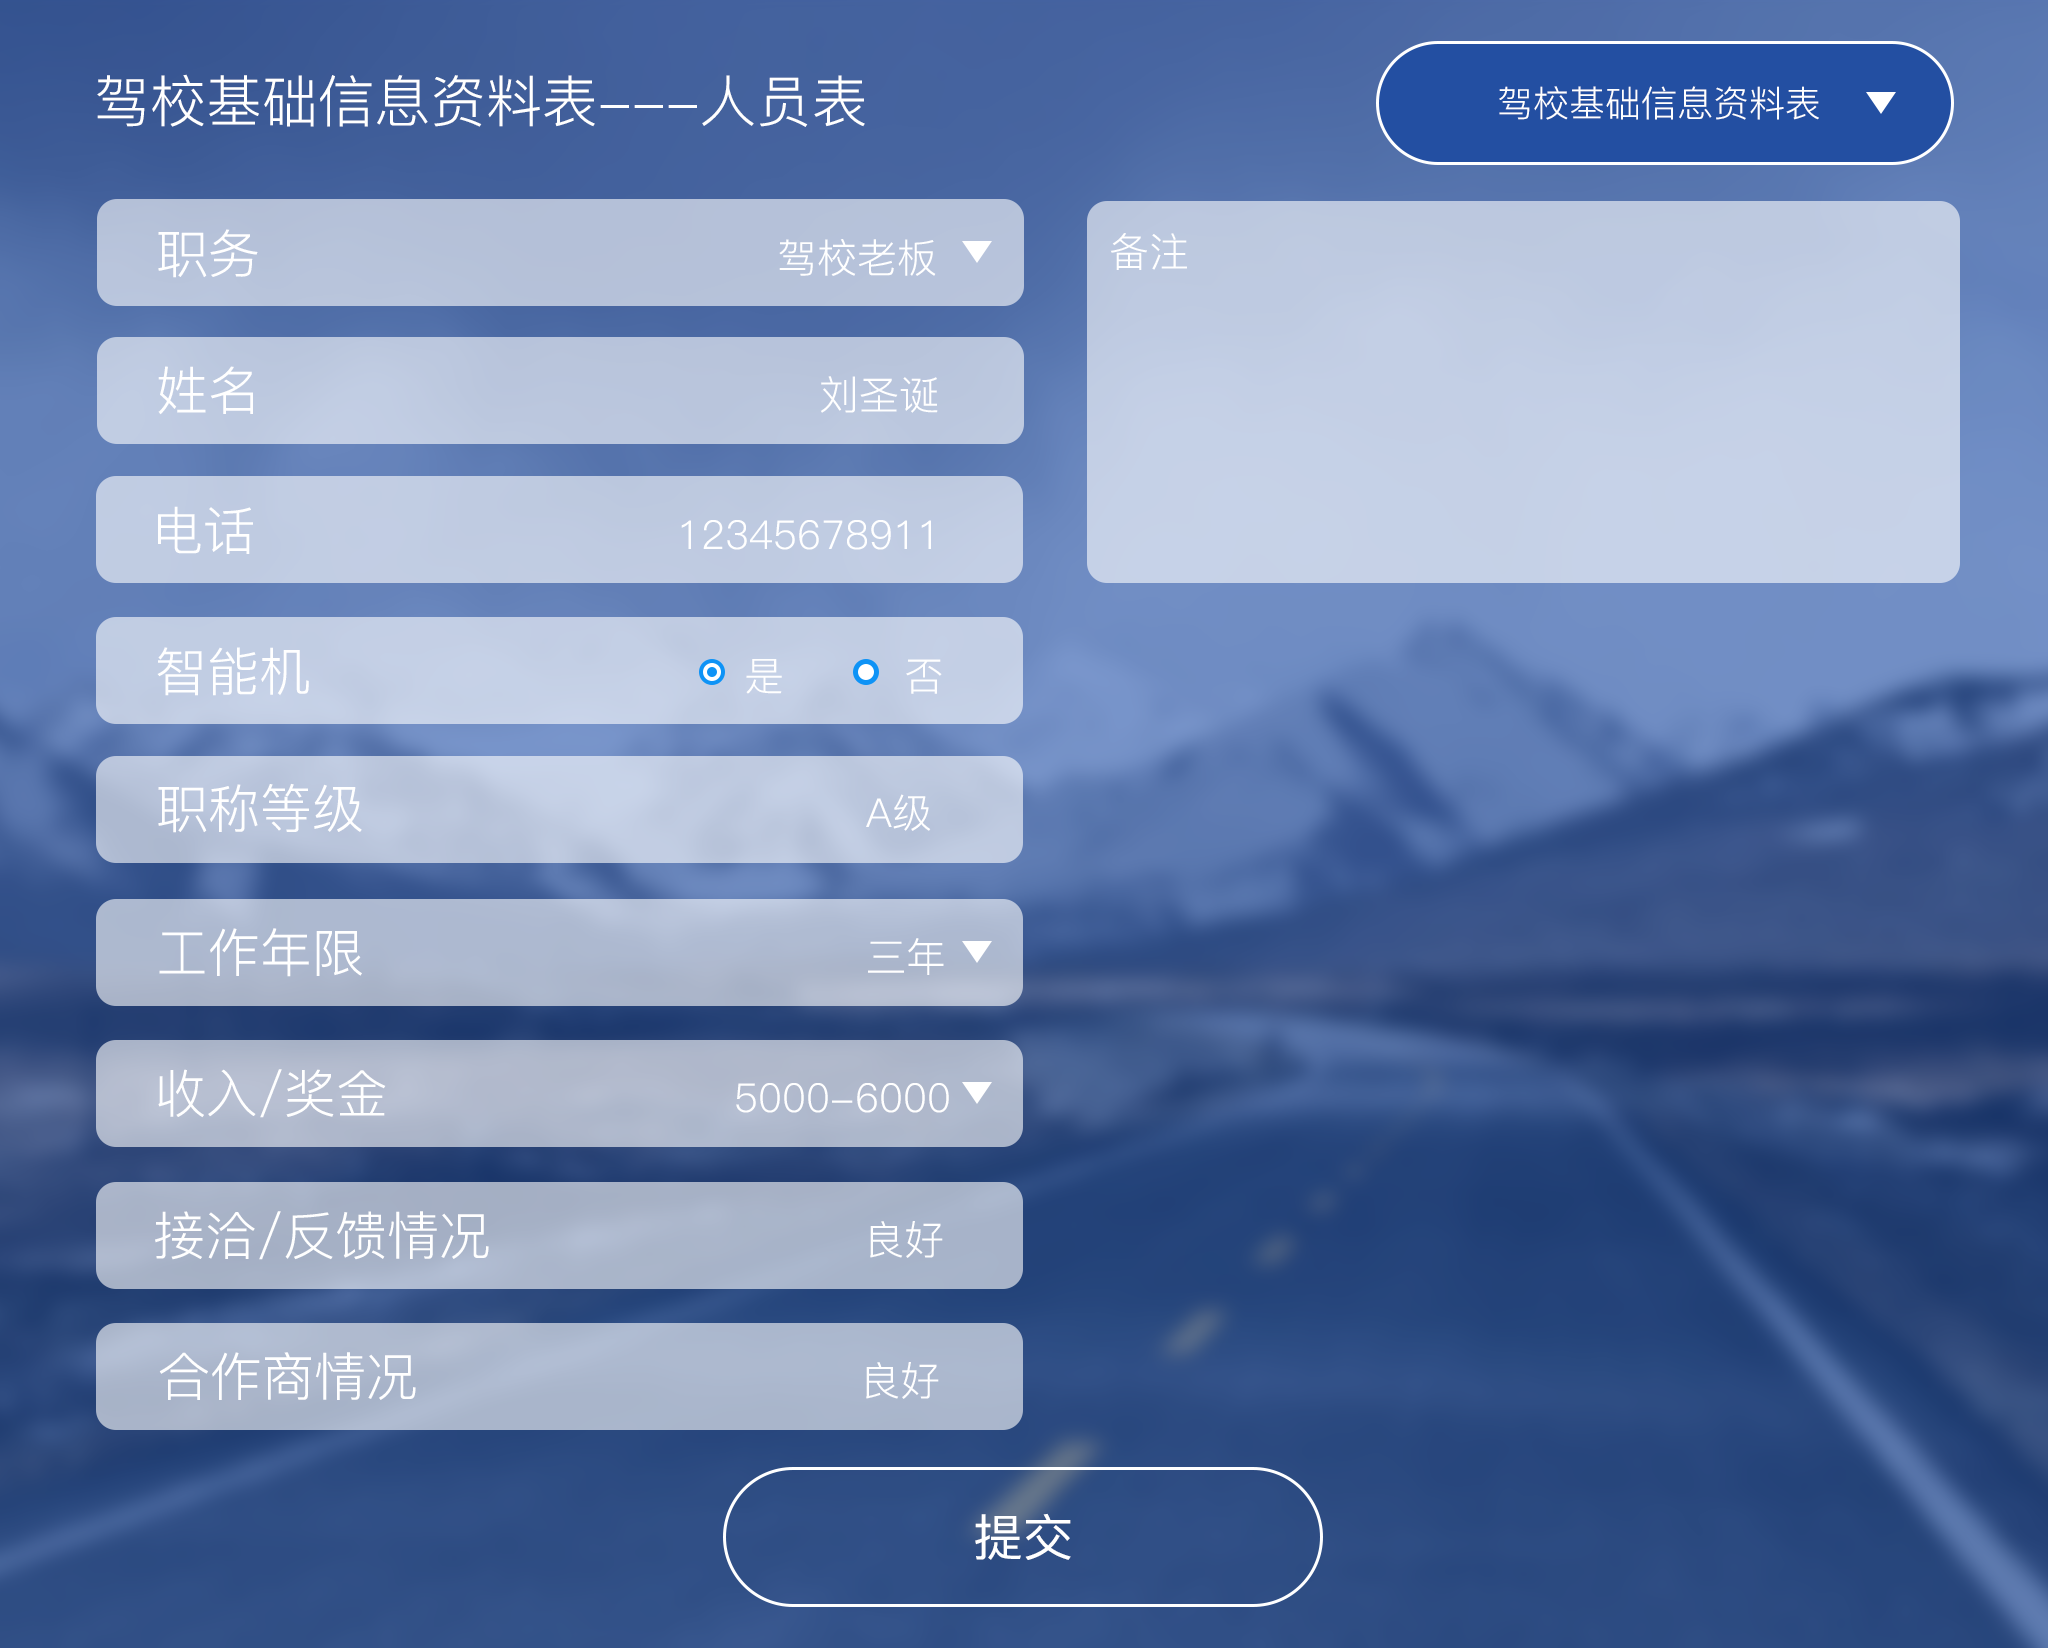 驾校基础信息资料表---人员表
驾校基础信息资料表
职务 驾校老板
备注
姓名 刘圣诞
电话 12345678911
智能机 是 否
职称等级 A级
工作年限 三年
收入/奖金 5000-6000
接洽/反馈情况 良好
合作商情况 良好
提交